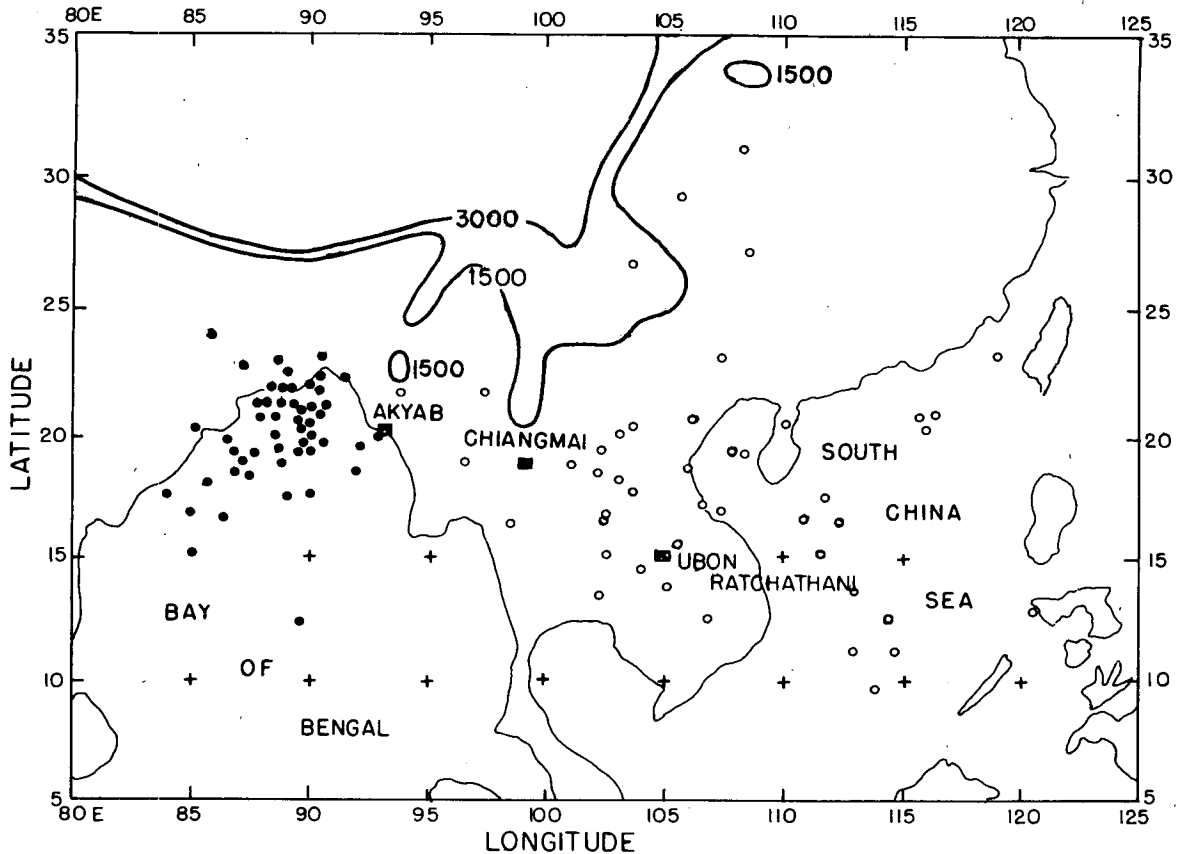 80E 85 90 95 100 105 110 115 120 125
35 35
1500
30 30
3000
1500
25 25
1500
AKYAB
CHIANGMAI
20 20
SOUTH
CHINA
15 15
UBON
RATCHATHANI
SEA
BAY
OF
10 10
BENGAL
5 5
80E 85 90 95 100 105 110 115 120 125
LATITUDE
LONGITUDE